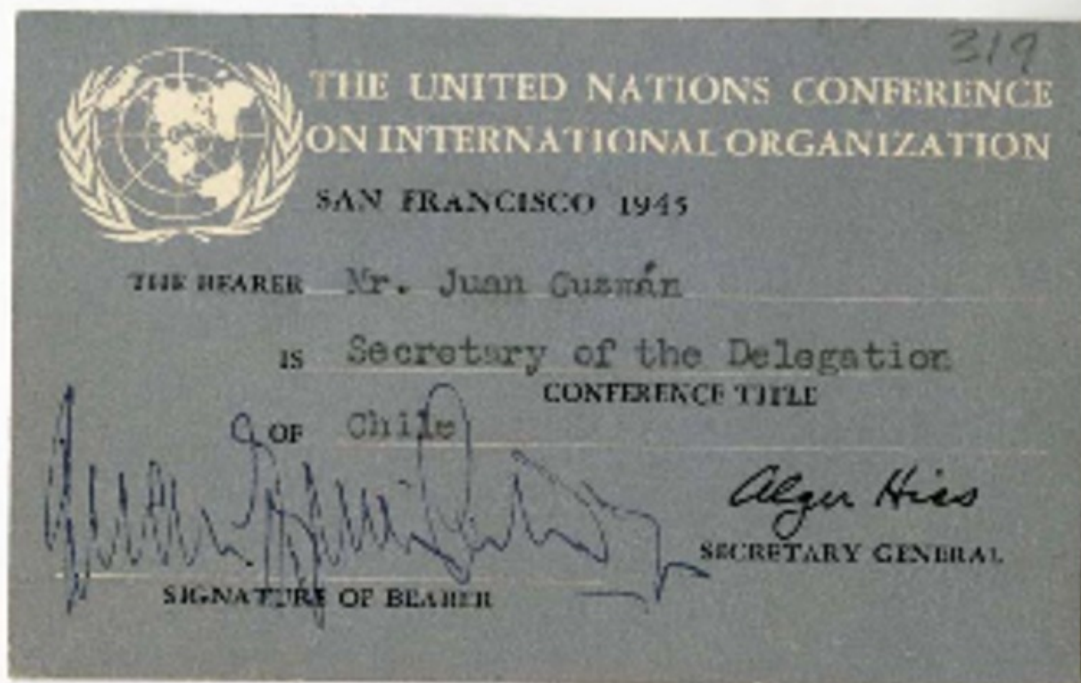 319
THE UNITED NATIONS CONFERENCE
ON INTERNATIONAL ORGANIZATION
SAN FRANCISCO 1945
THE BEARER Mr. Juan Guzmán
IS Secretary of the Delegation
CONFERENCE TITLE
OF Chile
Alger Hiss
SECRETARY GENERAL
SIGNATURE OF BEARER